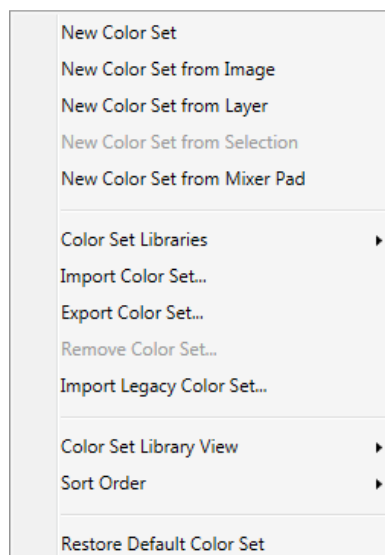 New Color Set
New Color Set from Image
New Color Set from Layer
New Color Set from Selection
New Color Set from Mixer Pad
Color Set Libraries
Import Color Set...
Export Color Set...
Remove Color Set...
Import Legacy Color Set...
Color Set Library View
Sort Order
Restore Default Color Set